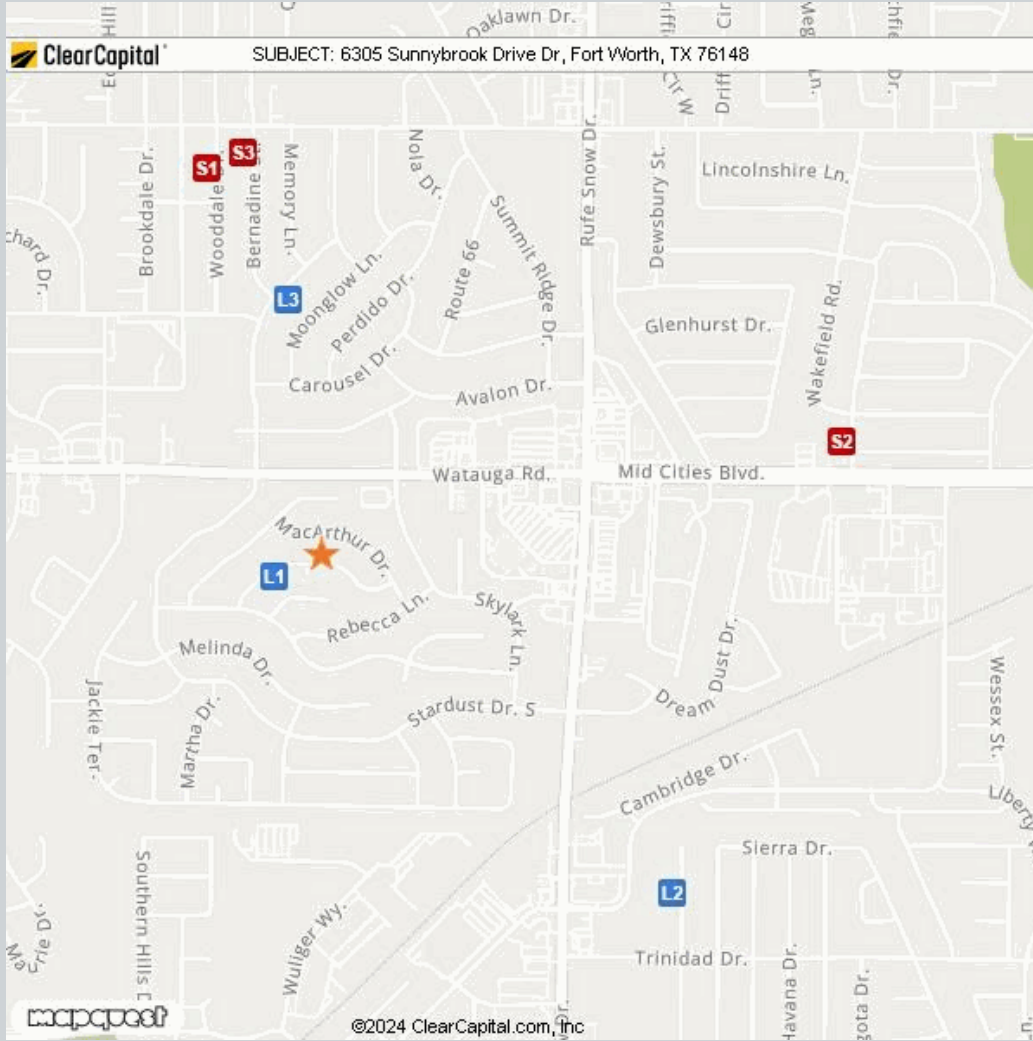 Oaklawn Dr.
ClearCapital
SUBJECT: 6305 Sunnybrook Drive Dr, Fort Worth, TX 76148
Cir W
Ln.
Dr.
S1
S3
Brookdale Dr.
Wooddale
Bernadine
Memory Ln.
Nola Dr.
Rufe Snow Dr.
Dewsbury St.
Lincolnshire Ln.
Summit Ridge Dr.
Route 66
Moonglow Ln.
Perdido Dr.
L3
Glenhurst Dr.
Wakefield Rd.
Carousel Dr.
Avalon Dr.
S2
Watauga Rd.
Mid Cities Blvd.
MacArthur Dr.
L1
Rebecca Ln.
Skylark Ln.
Melinda Dr.
Jackie Ter.
Martha Dr.
Stardust Dr. S
Dream Dust Dr.
Wessex St.
Cambridge Dr.
Liberty
Sierra Dr.
Southern Hills
L2
Wuliger Wy.
Trinidad Dr.
Havana Dr.
mapquest
©2024 ClearCapital.com, Inc